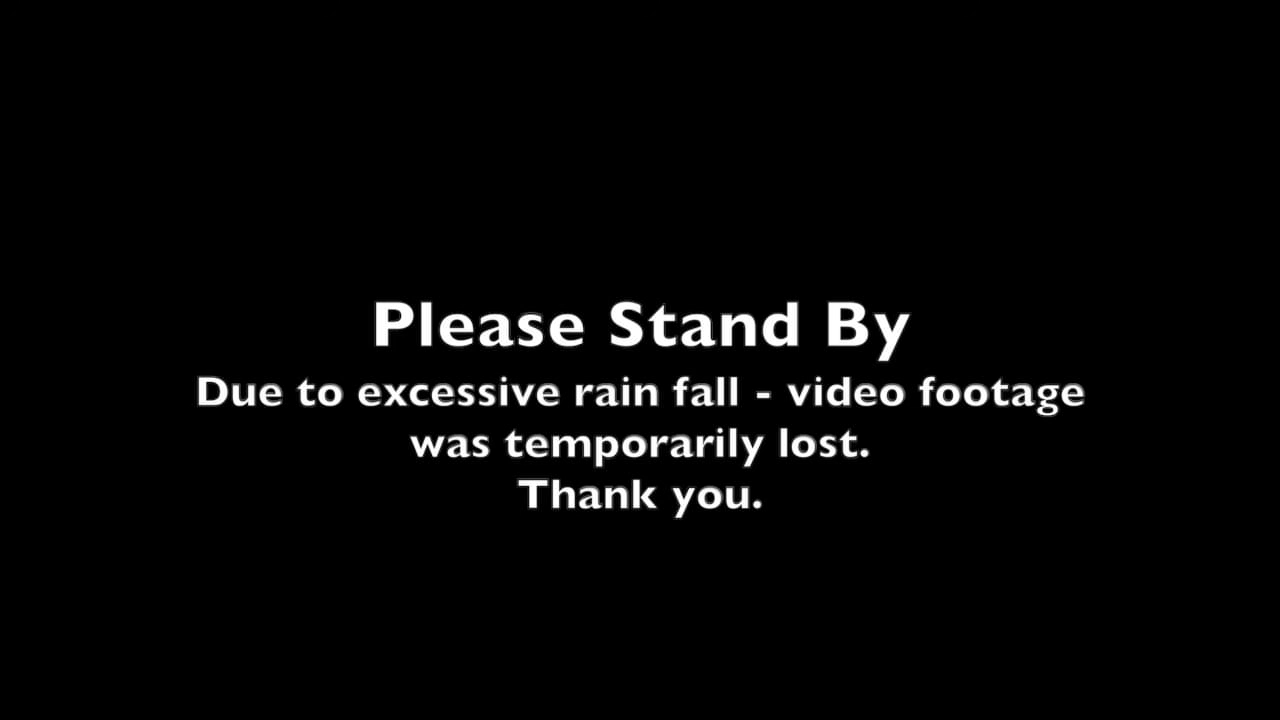 Please Stand By
Due to excessive rain fall - video footage
was temporarily lost.
Thank you.